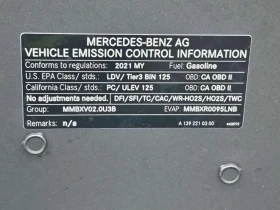 MERCEDES-BENZ AG
VEHICLE EMISSION CONTROL INFORMATION
Conforms to regulations: 2021 MY Fuel: Gasoline
U.S. EPA Class/ stds.: LDV/ Tier3 BIN 125 OBD: CA OBD II
California Class/ stds.: PC/ ULEV 125 OBD: CA OBD II
No adjustments needed. DFI/SFI/TC/CAC/WR-HO2S/HO2S/TWC
Group: MMBXV02.0U3B EVAP: MMBXR0095LNB
Remarks: n/a A 139 221 03 00